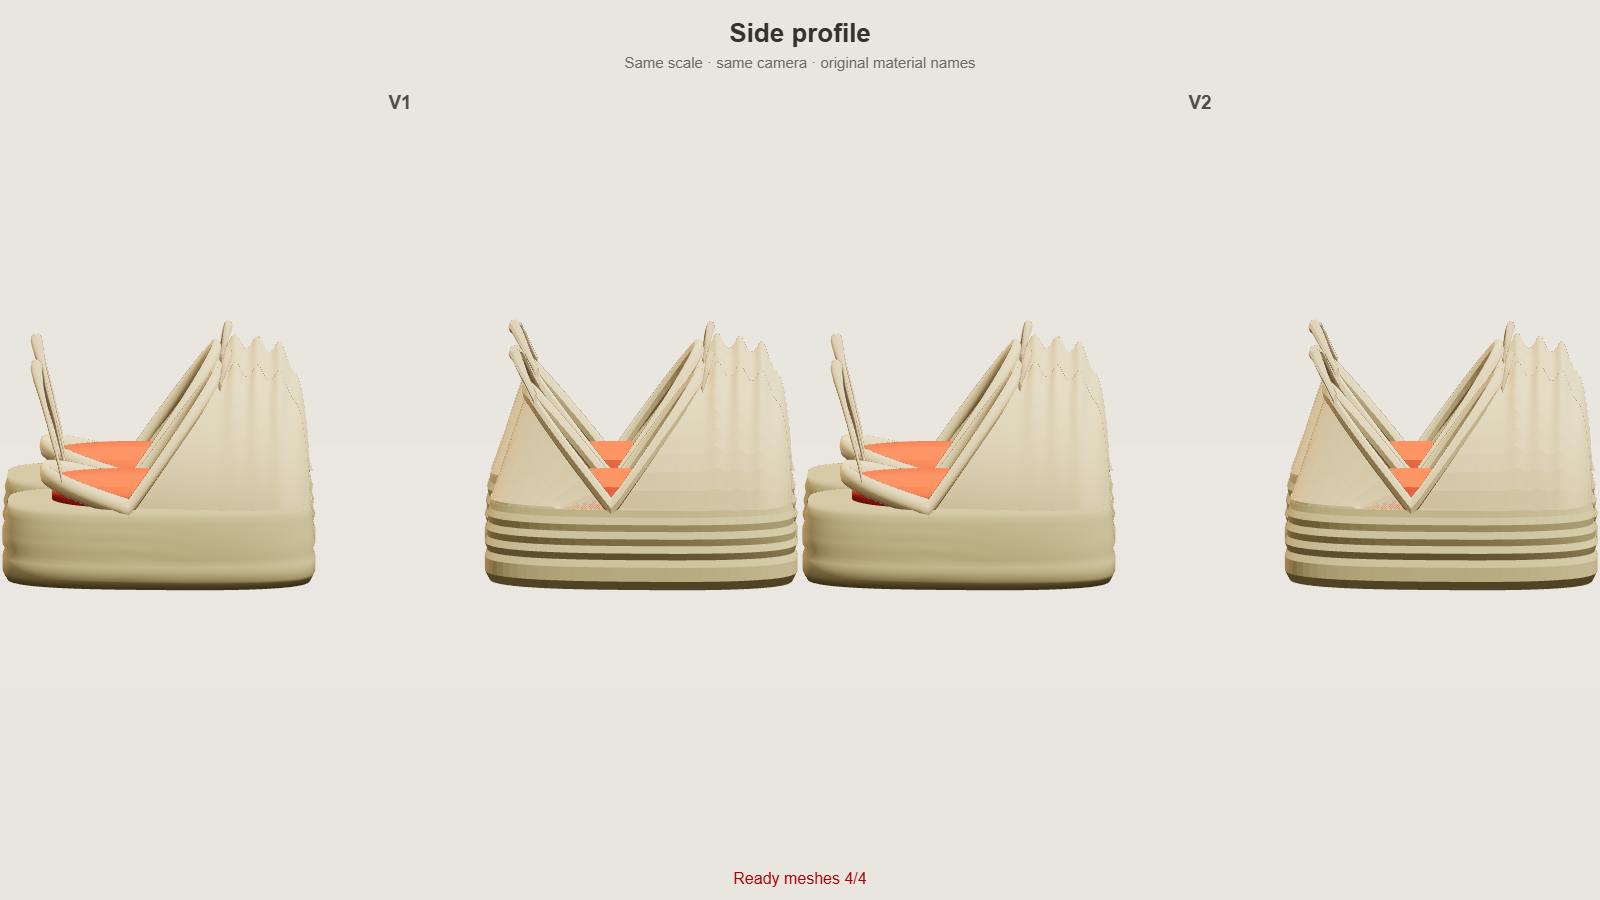 Side profile
Same scale · same camera · original material names
V1
V2
Ready meshes 4/4